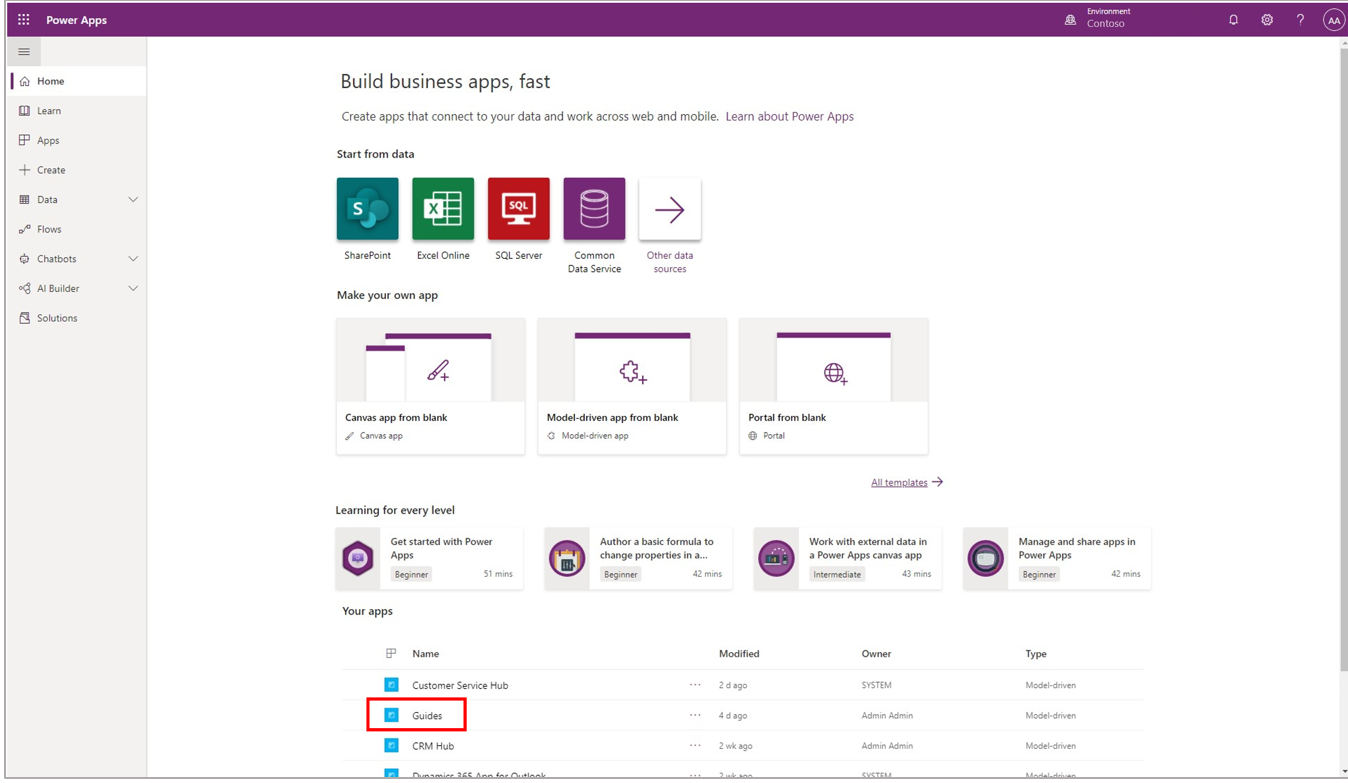 Power Apps
Environment
Contoso
?
AA
Home
Learn
Apps
Create
Data
Flows
Chatbots
AI Builder
Solutions
Build business apps, fast
Create apps that connect to your data and work across web and mobile. Learn about Power Apps
Start from data
S
X
SQL
SharePoint
Excel Online
SQL Server
Common
Data Service
Other data
sources
Make your own app
Canvas app from blank
Canvas app
Model-driven app from blank
Model-driven app
Portal from blank
Portal
All templates
Learning for every level
Get started with Power
Apps
Beginner 51 mins
Author a basic formula to
change properties in a...
Beginner 42 mins
Work with external data in
a Power Apps canvas app
Intermediate 43 mins
Manage and share apps in
Power Apps
Beginner 42 mins
Your apps
Name Modified Owner Type
Customer Service Hub ... 2 d ago SYSTEM Model-driven
Guides ... 4 d ago Admin Admin Model-driven
CRM Hub ... 2 wk ago Admin Admin Model-driven
Dynamics 365 App for Outlook ... 2 wk ago SYSTEM Model-driven